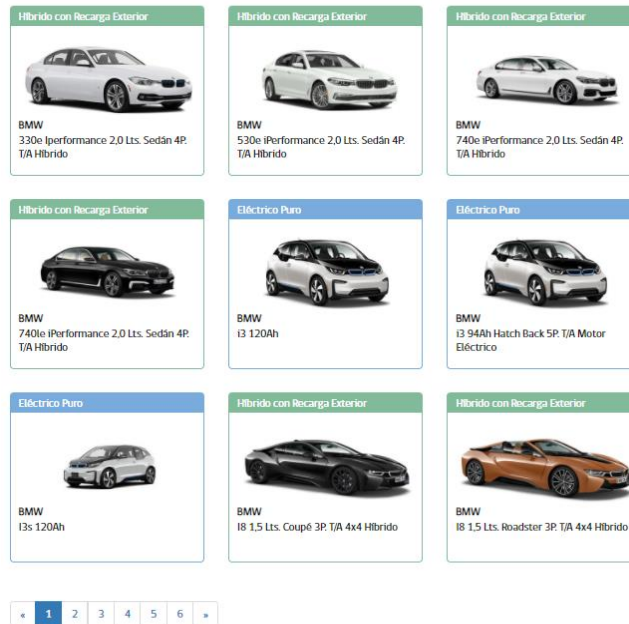 Híbrido con Recarga Exterior
BMW
330e Iperformance 2,0 Lts. Sedán 4P.
T/A Híbrido
Híbrido con Recarga Exterior
BMW
530e iPerformance 2,0 Lts. Sedán 4P.
T/A Híbrido
Híbrido con Recarga Exterior
BMW
740e iPerformance 2,0 Lts. Sedán 4P.
T/A Híbrido
Híbrido con Recarga Exterior
BMW
740le iPerformance 2,0 Lts. Sedán 4P.
T/A Híbrido
Eléctrico Puro
BMW
i3 120Ah
Eléctrico Puro
BMW
i3 94Ah Hatch Back 5P. T/A Motor
Eléctrico
Eléctrico Puro
BMW
I3s 120Ah
Híbrido con Recarga Exterior
BMW
I8 1,5 Lts. Coupé 3P. T/A 4x4 Híbrido
Híbrido con Recarga Exterior
BMW
I8 1,5 Lts. Roadster 3P. T/A 4x4 Híbrido
« 1 2 3 4 5 6 »